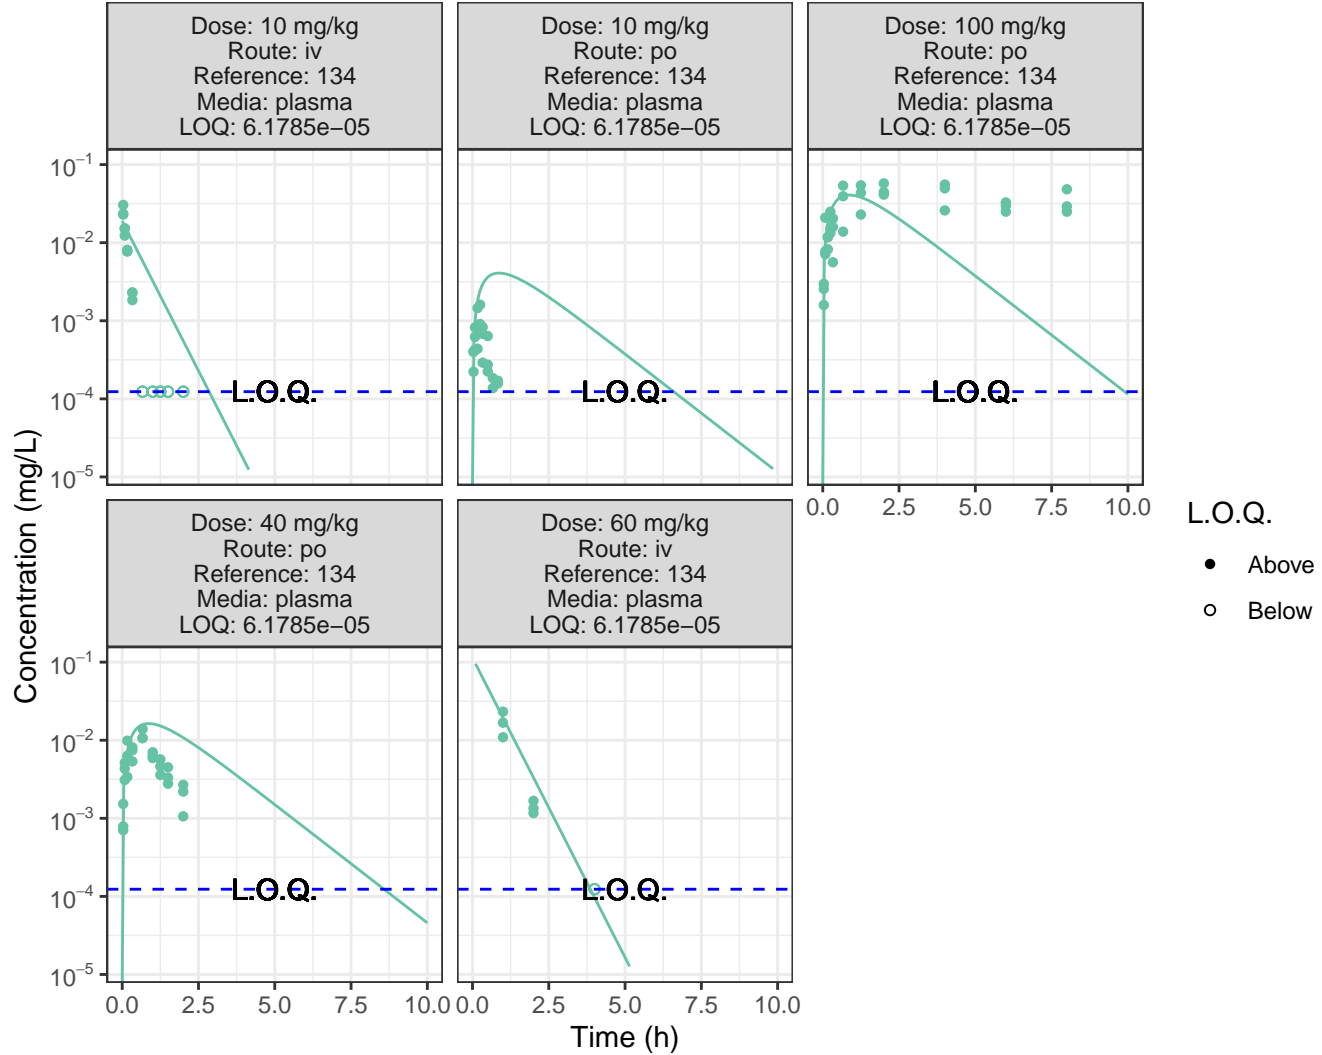 Dose: 10 mg/kg
Route: iv
Reference: 134
Media: plasma
LOQ: 6.1785e−05
Dose: 10 mg/kg
Route: po
Reference: 134
Media: plasma
LOQ: 6.1785e−05
Dose: 100 mg/kg
Route: po
Reference: 134
Media: plasma
LOQ: 6.1785e−05
10⁻¹
10⁻²
10⁻³
10⁻⁴
10⁻⁵
L.O.Q.
L.O.Q.
L.O.Q.
0.0 2.5 5.0 7.5 10.0
Dose: 40 mg/kg
Route: po
Reference: 134
Media: plasma
LOQ: 6.1785e−05
Dose: 60 mg/kg
Route: iv
Reference: 134
Media: plasma
LOQ: 6.1785e−05
10⁻¹
10⁻²
10⁻³
10⁻⁴
10⁻⁵
L.O.Q.
L.O.Q.
0.0 2.5 5.0 7.5 10.0
0.0 2.5 5.0 7.5 10.0
Time (h)
Concentration (mg/L)
L.O.Q.
Above
Below